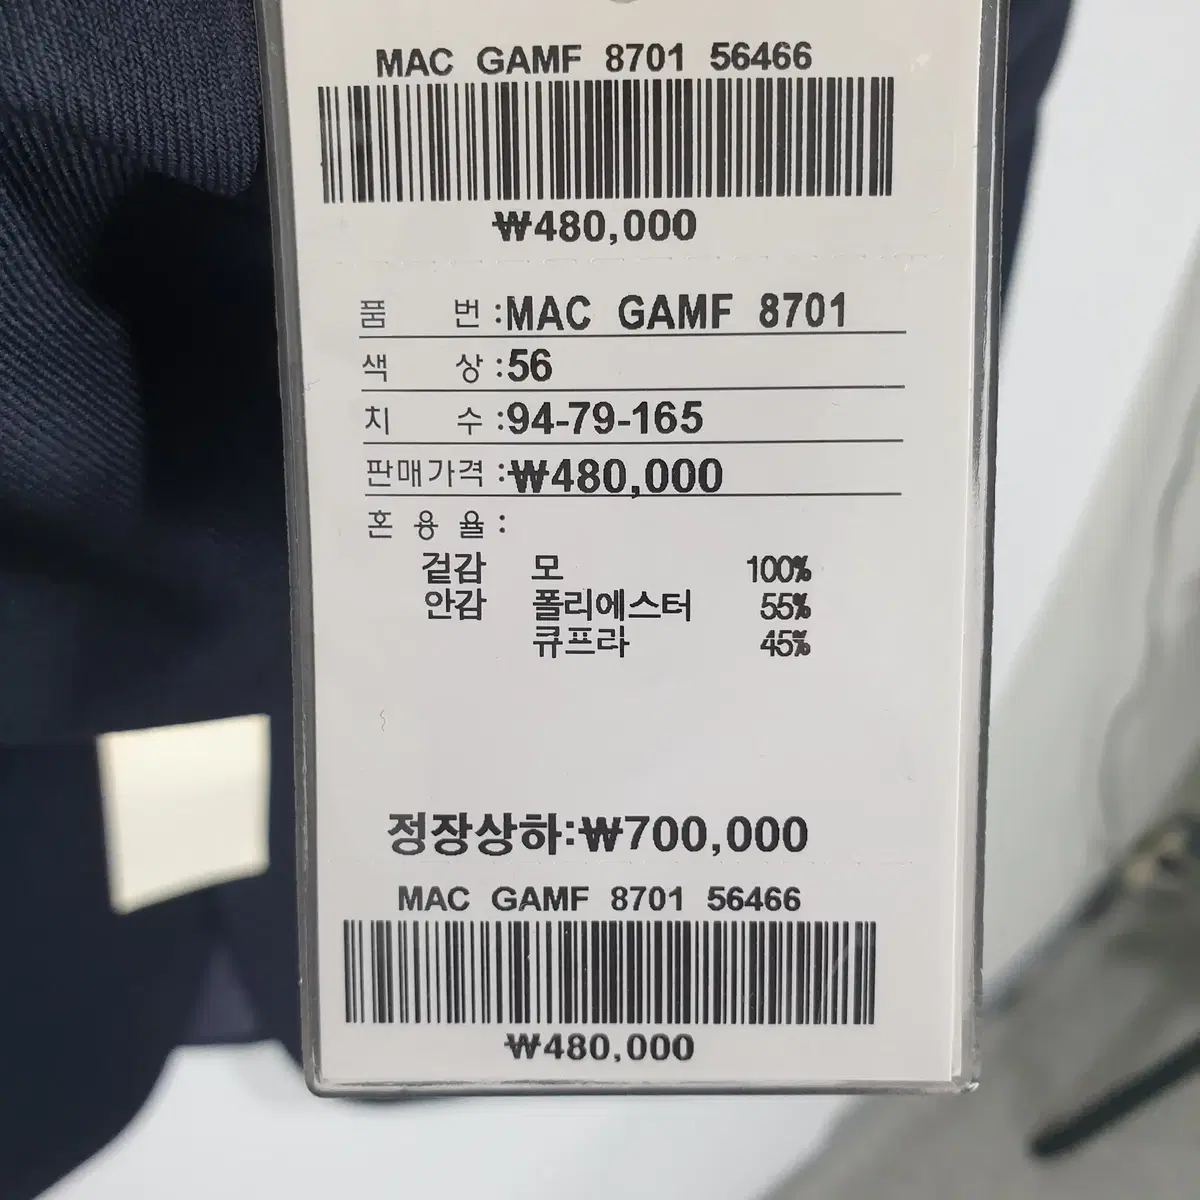 MAC GAMF 8701 56466
₩480,000
품 번 :MAC GAMF 8701
색 상 :56
치 수 :94-79-165
판매가격 :₩480,000
혼 용 율 :
겉감 모 100%
안감 폴리에스터 55%
큐프라 45%
정장상하:₩700,000
MAC GAMF 8701 56466
₩480,000